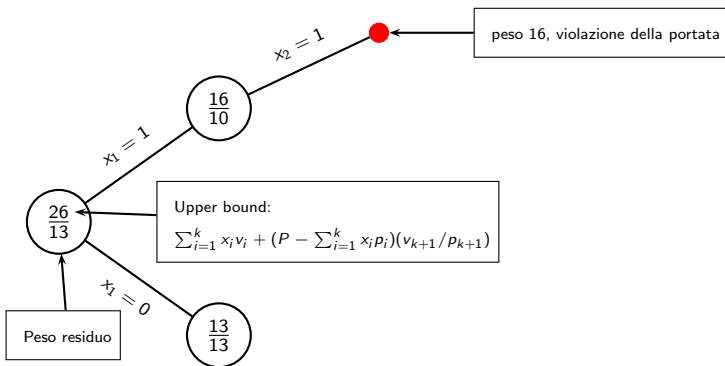 x₂ = 1
peso 16, violazione della portata
16
10
x₁ = 1
26
13
Upper bound:
∑ᵢ₌₁ᵏ xᵢvᵢ + (P − ∑ᵢ₌₁ᵏ xᵢpᵢ)(vₖ₊₁/pₖ₊₁)
x₁ = 0
Peso residuo
13
13